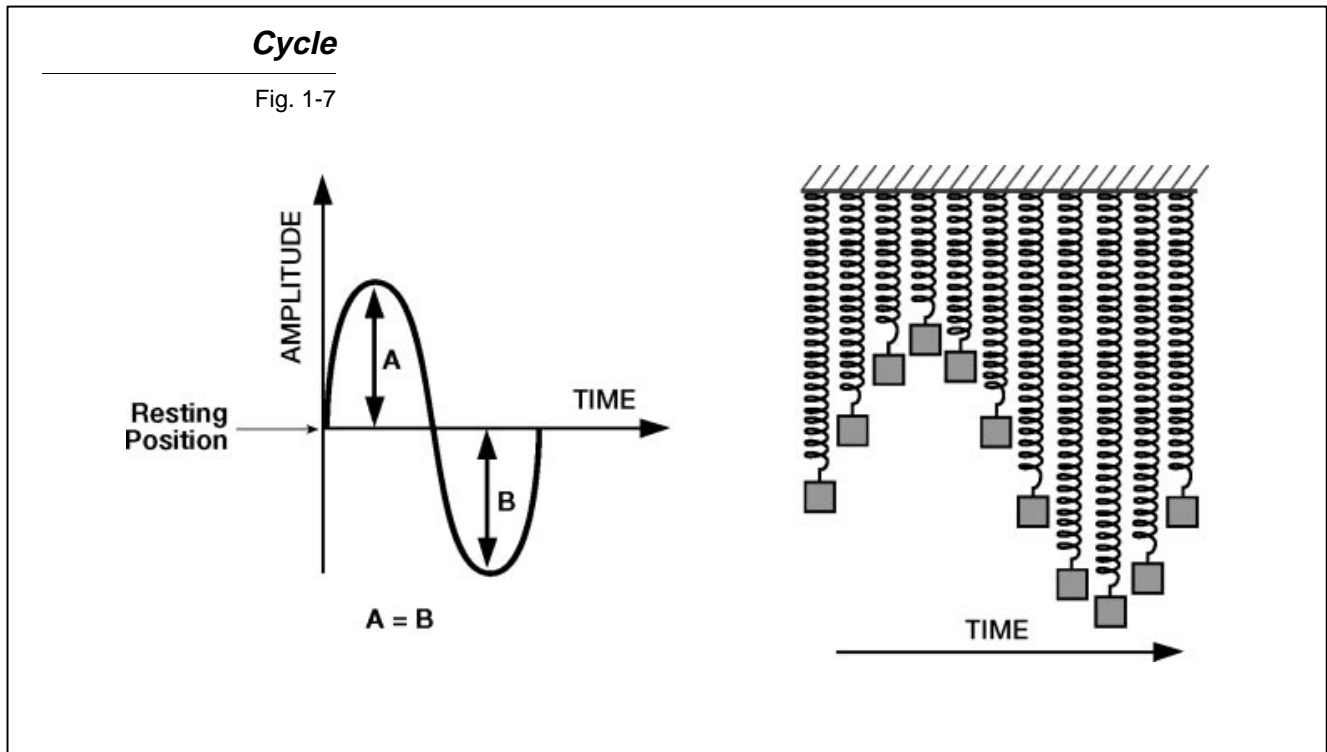 Cycle
Fig. 1-7
AMPLITUDE
A
Resting
Position
TIME
B
A = B
TIME